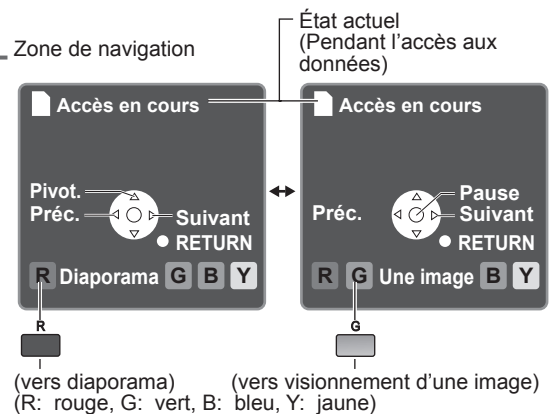 Zone de navigation
État actuel
(Pendant l'accès aux
données)
Accès en cours
Pivot.
Préc.
Suivant
RETURN
R Diaporama G B Y
R
(vers diaporama)
Accès en cours
Pause
Préc.
Suivant
RETURN
R G Une image B Y
G
(vers visionnement d'une image)
(R: rouge, G: vert, B: bleu, Y: jaune)